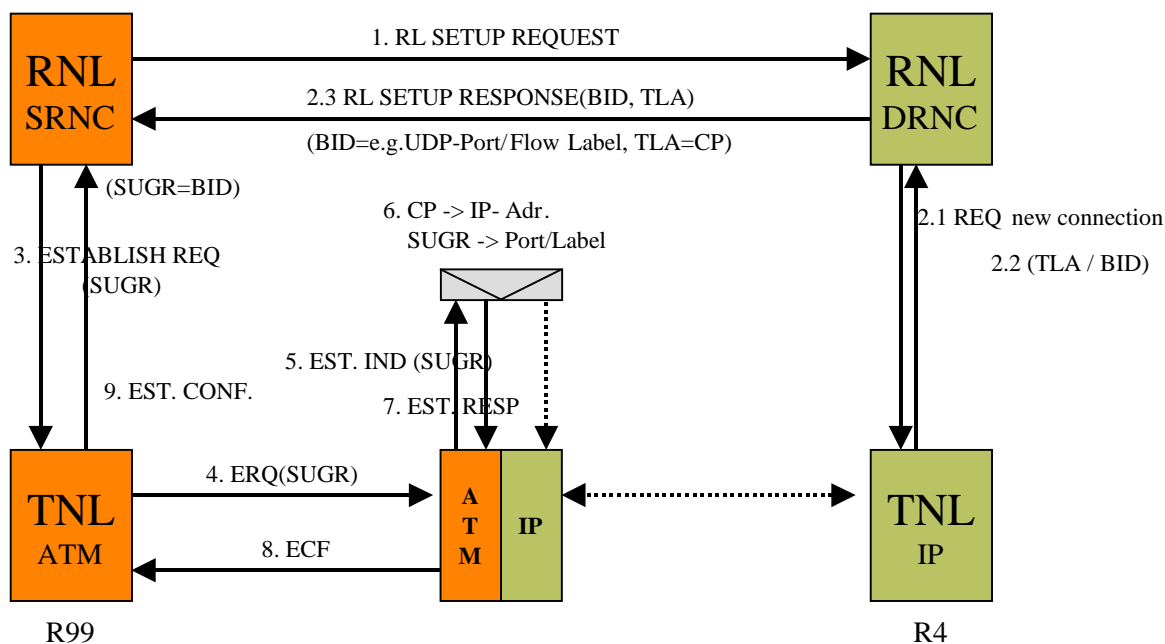 1. RL SETUP REQUEST
RNL
SRNC
RNL
DRNC
2.3 RL SETUP RESPONSE(BID, TLA)
(BID=e.g.UDP-Port/Flow Label, TLA=CP)
(SUGR=BID)
6. CP -> IP- Adr.
SUGR -> Port/Label
2.1 REQ new connection
2.2 (TLA / BID)
3. ESTABLISH REQ
(SUGR)
5. EST. IND (SUGR)
9. EST. CONF.
7. EST. RESP
4. ERQ(SUGR)
TNL
ATM
A
T
M
IP
TNL
IP
8. ECF
R99
R4